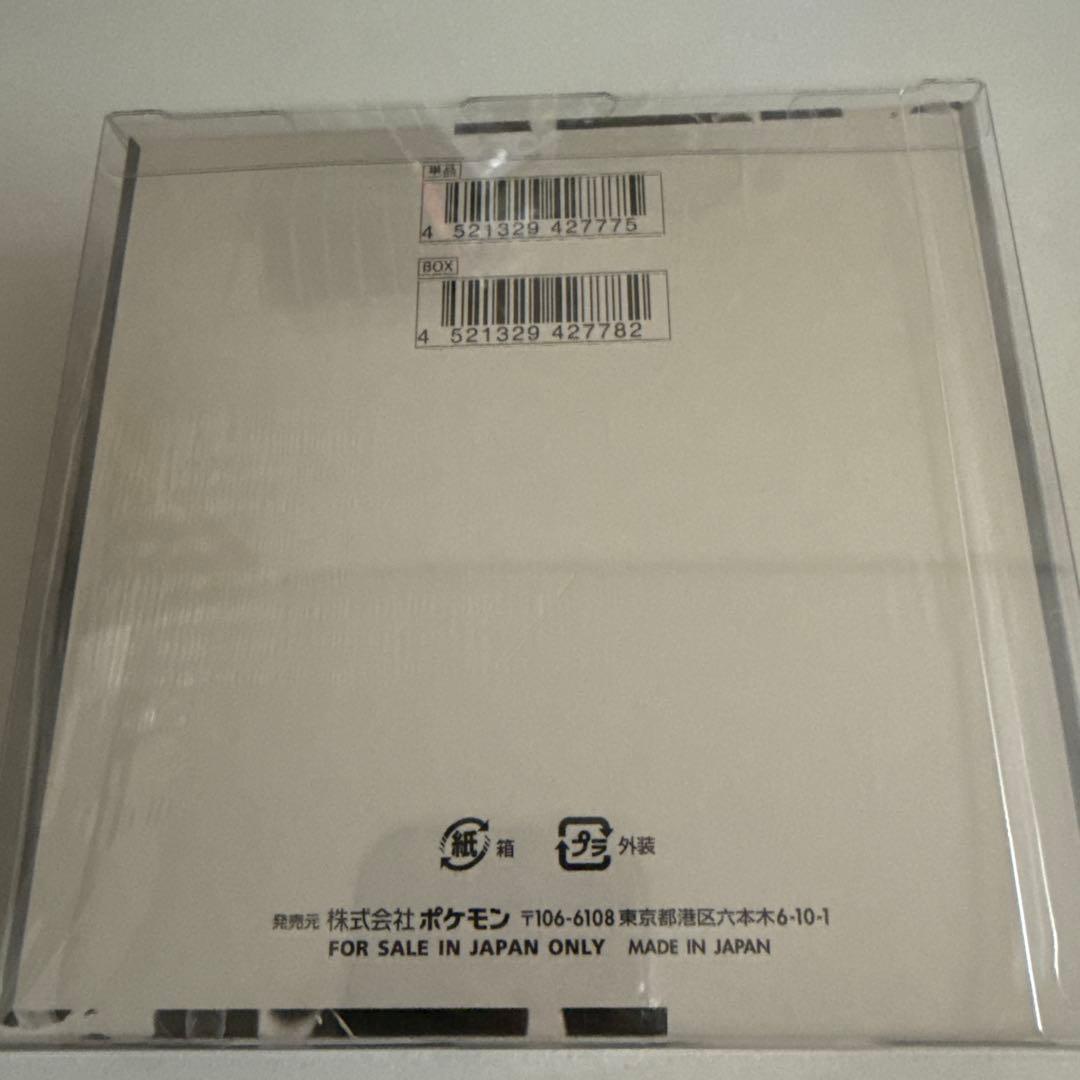 単品
4 521329 427775
BOX
4 521329 427782
紙 箱 プラ 外装
発売元 株式会社ポケモン 〒106-6108 東京都港区六本木6-10-1
FOR SALE IN JAPAN ONLY MADE IN JAPAN